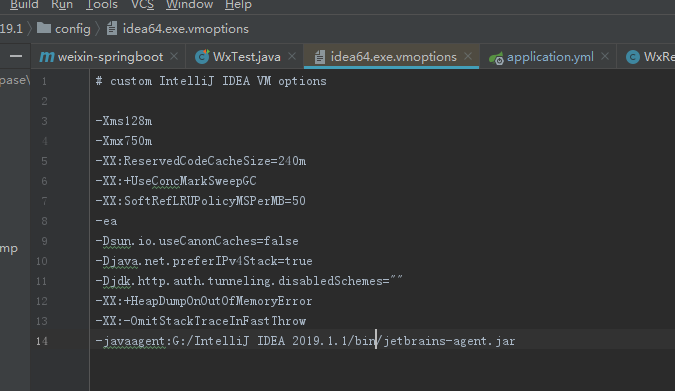 Build Run Tools VCS Window Help
19.1 config idea64.exe.vmoptions
weixin-springboot WxTest.java idea64.exe.vmoptions application.yml WxRe
1 # custom IntelliJ IDEA VM options
2
3 -Xms128m
4 -Xmx750m
5 -XX:ReservedCodeCacheSize=240m
6 -XX:+UseConcMarkSweepGC
7 -XX:SoftRefLRUPolicyMSPerMB=50
8 -ea
9 -Dsun.io.useCanonCaches=false
10 -Djava.net.preferIPv4Stack=true
11 -Djdk.http.auth.tunneling.disabledSchemes=""
12 -XX:+HeapDumpOnOutOfMemoryError
13 -XX:-OmitStackTraceInFastThrow
14 -javaagent:G:/IntelliJ IDEA 2019.1.1/bin/jetbrains-agent.jar
pase\
mp